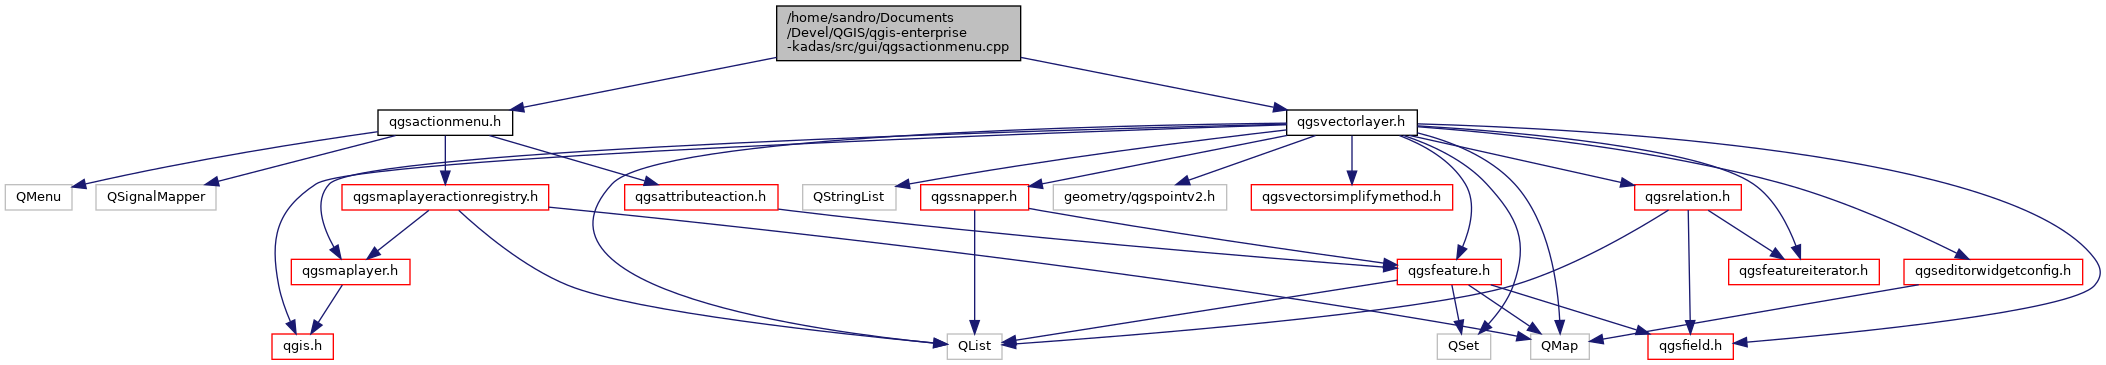 /home/sandro/Documents
/Devel/QGIS/qgis-enterprise
-kadas/src/gui/qgsactionmenu.cpp
qgsactionmenu.h
qgsvectorlayer.h
QMenu
QSignalMapper
qgsmaplayeractionregistry.h
qgsattributeaction.h
QStringList
qgssnapper.h
geometry/qgspointv2.h
qgsvectorsimplifymethod.h
qgsrelation.h
qgsmaplayer.h
qgsfeature.h
qgsfeatureiterator.h
qgseditorwidgetconfig.h
qgis.h
QList
QSet
QMap
qgsfield.h